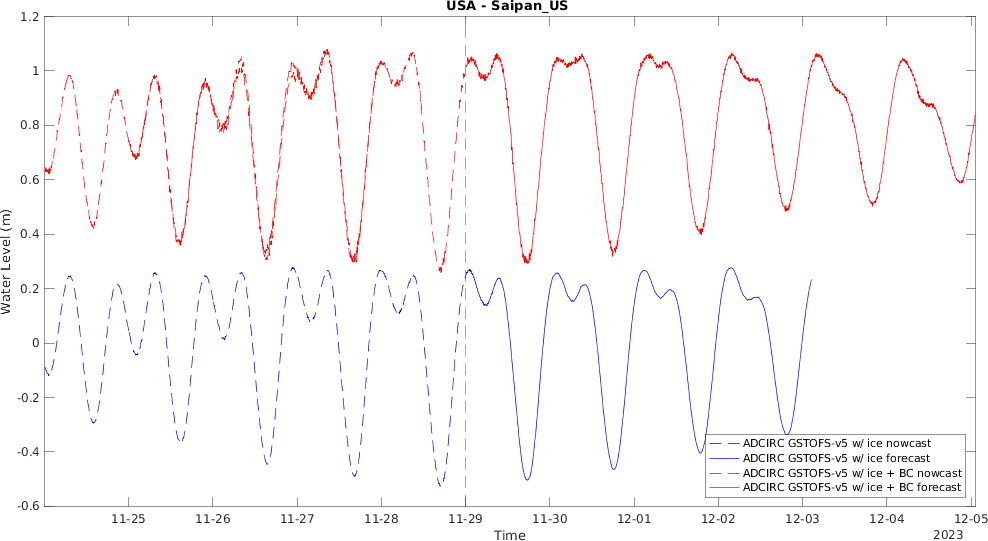 USA - Saipan_US
Water Level (m)
1.2
1
0.8
0.6
0.4
0.2
0
-0.2
-0.4
-0.6
ADCIRC GSTOFS-v5 w/ ice nowcast
ADCIRC GSTOFS-v5 w/ ice forecast
ADCIRC GSTOFS-v5 w/ ice + BC nowcast
ADCIRC GSTOFS-v5 w/ ice + BC forecast
11-25 11-26 11-27 11-28 11-29 11-30 12-01 12-02 12-03 12-04 12-05
Time
2023